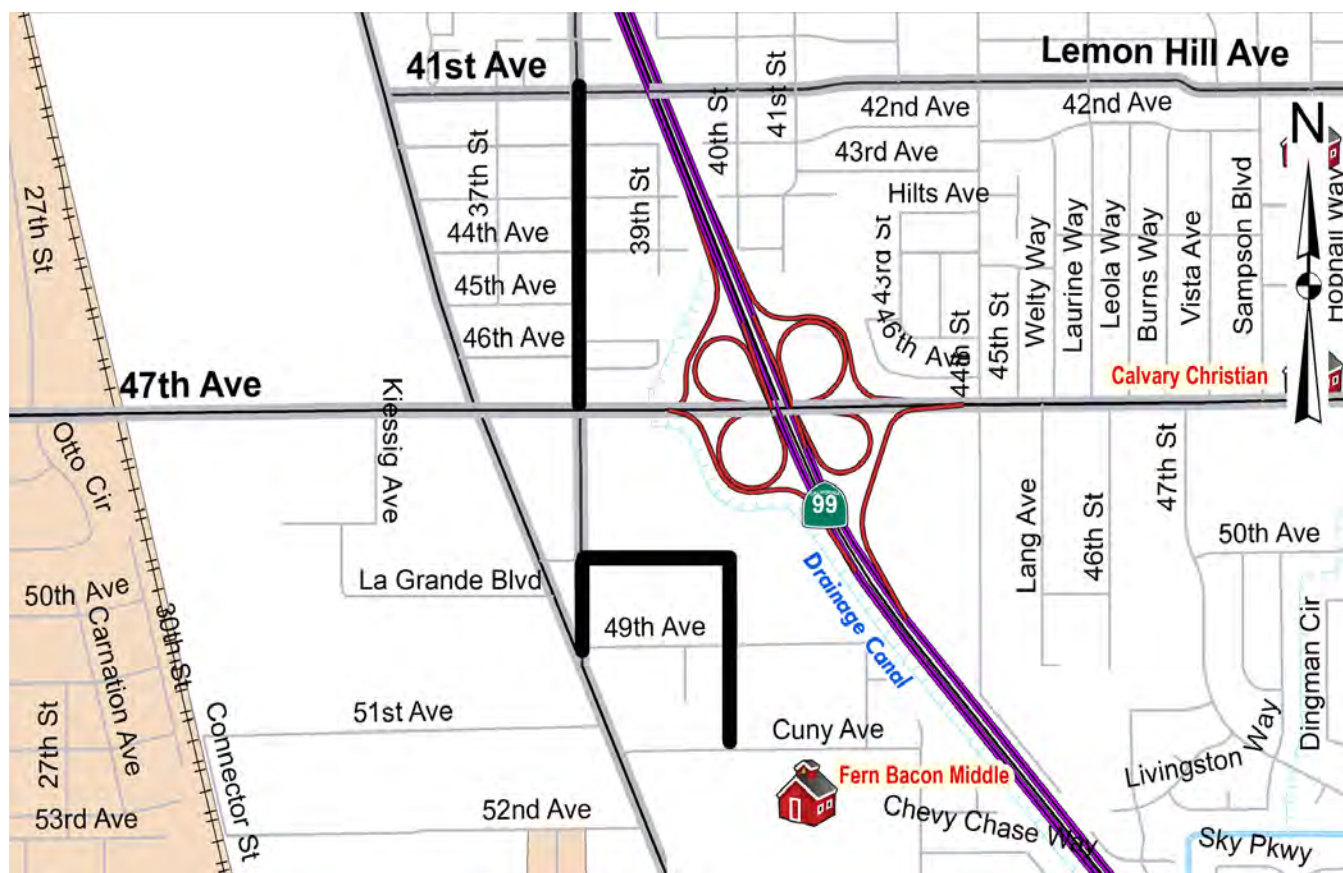 41st Ave
Lemon Hill Ave
40th St
41st St
42nd Ave
42nd Ave
N
37th St
39th St
43rd Ave
Hilts Ave
27th St
44th Ave
43rd St
Welty Way
Laurine Way
Leola Way
Burns Way
Vista Ave
Sampson Blvd
Hobnail Way
45th Ave
46th Ave
46th Ave
44th St
45th St
47th Ave
Calvary Christian
Kiessig Ave
Otto Cir
99
Lang Ave
46th St
47th St
50th Ave
La Grande Blvd
Drainage Canal
50th Ave
Carnation Ave
30th St
49th Ave
Dingman Cir
27th St
Connector St
51st Ave
Cuny Ave
Livingston Way
Fern Bacon Middle
53rd Ave
52nd Ave
Chevy Chase Way
Sky Pkwy